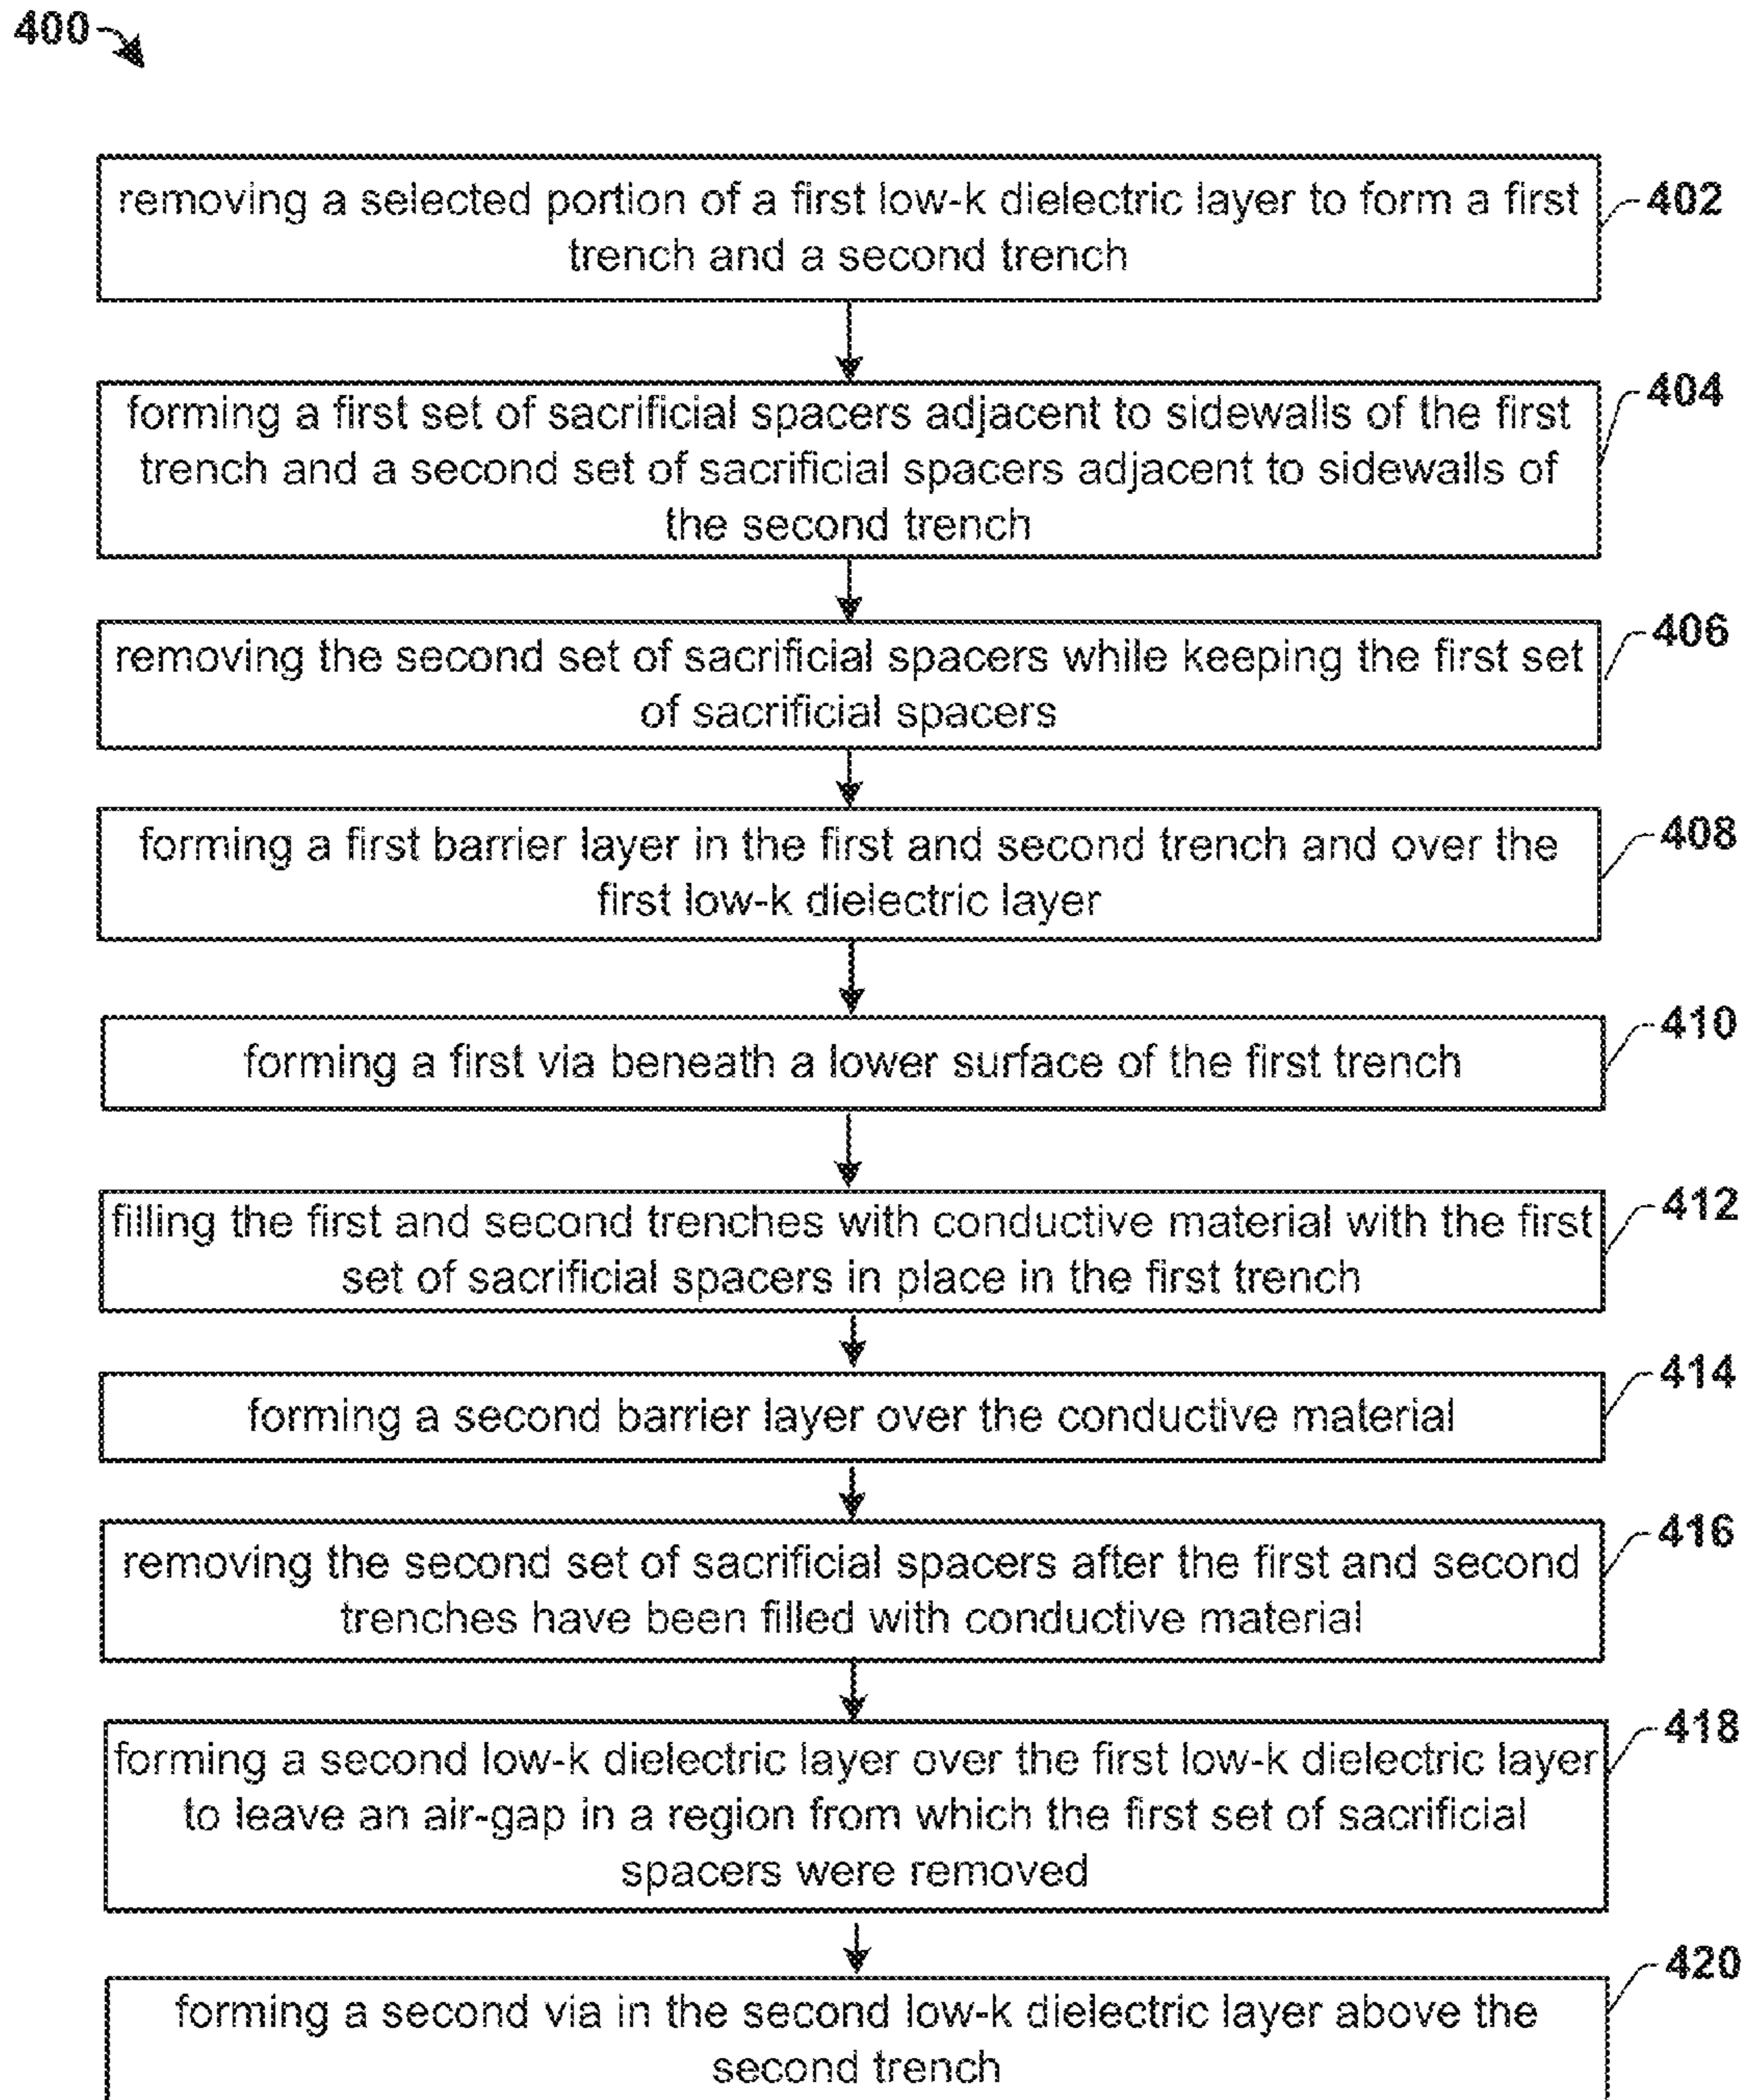 400
removing a selected portion of a first low-k dielectric layer to form a first
trench and a second trench
402
forming a first set of sacrificial spacers adjacent to sidewalls of the first
trench and a second set of sacrificial spacers adjacent to sidewalls of
the second trench
404
removing the second set of sacrificial spacers while keeping the first set
of sacrificial spacers
406
forming a first barrier layer in the first and second trench and over the
first low-k dielectric layer
408
forming a first via beneath a lower surface of the first trench
410
filling the first and second trenches with conductive material with the first
set of sacrificial spacers in place in the first trench
412
forming a second barrier layer over the conductive material
414
removing the second set of sacrificial spacers after the first and second
trenches have been filled with conductive material
416
forming a second low-k dielectric layer over the first low-k dielectric layer
to leave an air-gap in a region from which the first set of sacrificial
spacers were removed
418
forming a second via in the second low-k dielectric layer above the
second trench
420